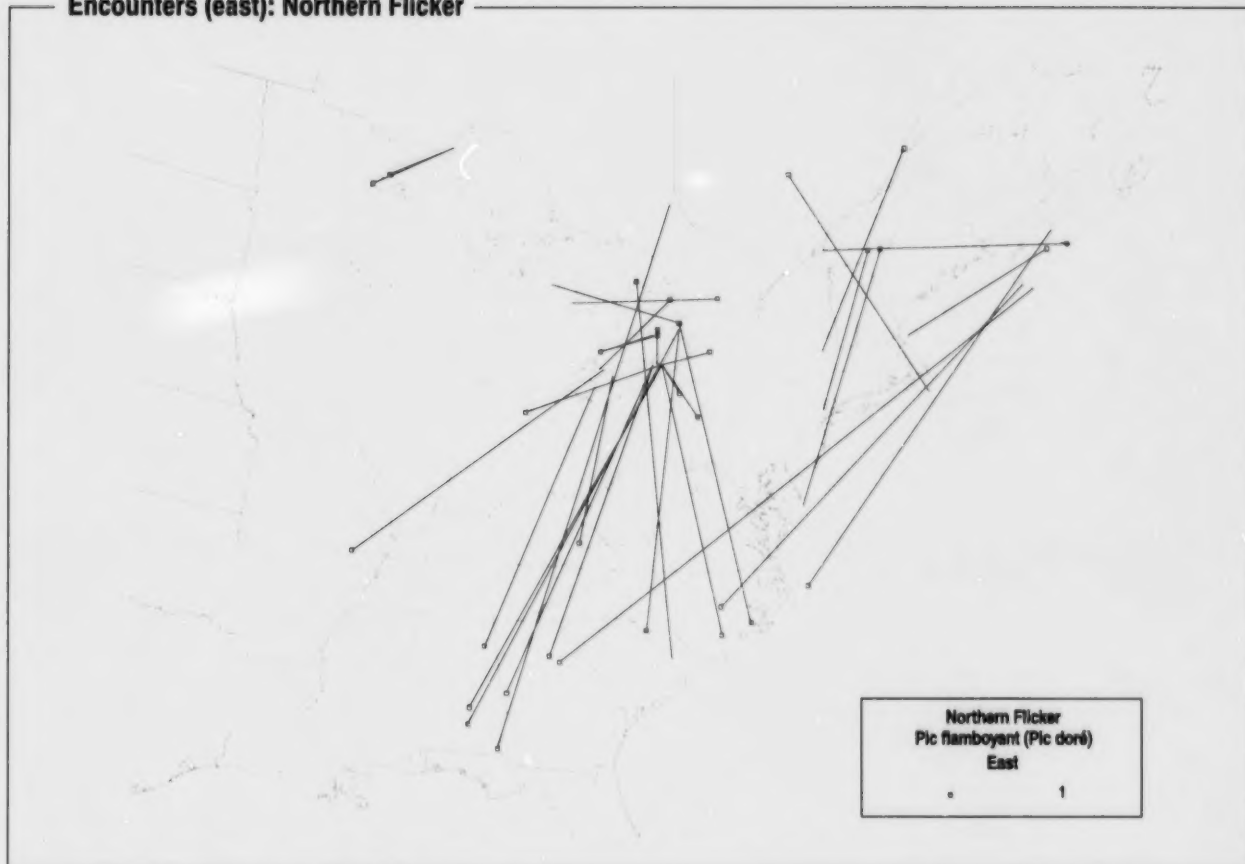 Encounters (east): Northern Flicker
Northern Flicker
Pic flamboyant (Pic doré)
East
1